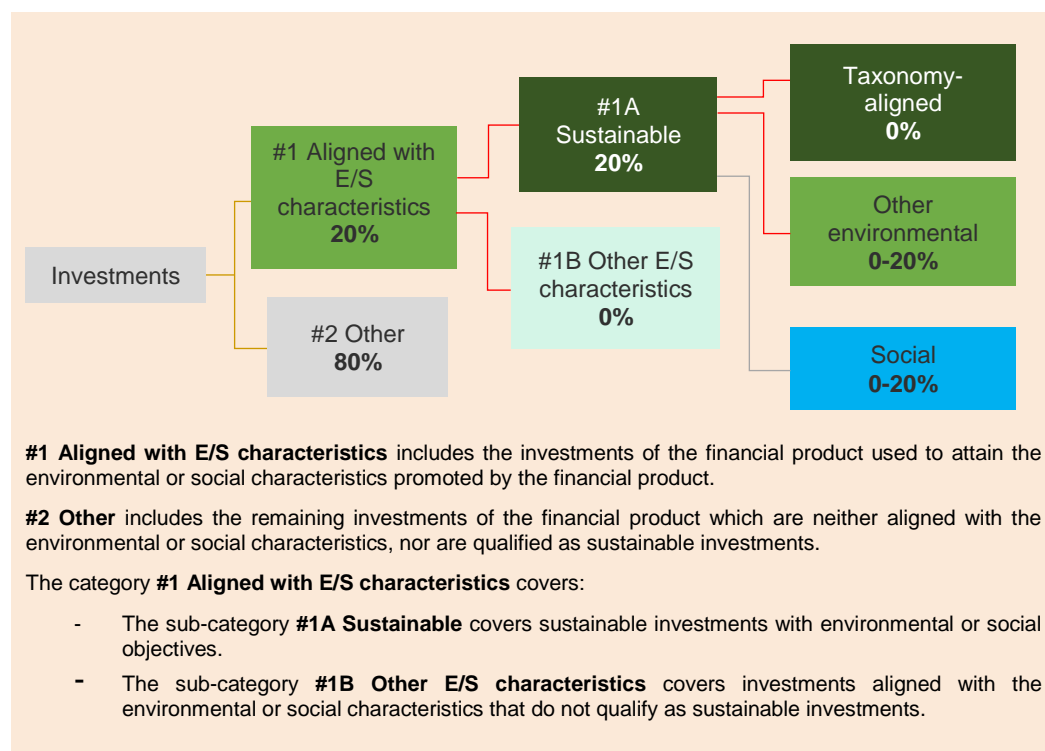 Investments
#1 Aligned with
E/S
characteristics
20%
#2 Other
80%
#1A
Sustainable
20%
#1B Other E/S
characteristics
0%
Taxonomy-
aligned
0%
Other
environmental
0-20%
Social
0-20%
#1 Aligned with E/S characteristics includes the investments of the financial product used to attain the
environmental or social characteristics promoted by the financial product.
#2 Other includes the remaining investments of the financial product which are neither aligned with the
environmental or social characteristics, nor are qualified as sustainable investments.
The category #1 Aligned with E/S characteristics covers:
- The sub-category #1A Sustainable covers sustainable investments with environmental or social
objectives.
- The sub-category #1B Other E/S characteristics covers investments aligned with the
environmental or social characteristics that do not qualify as sustainable investments.